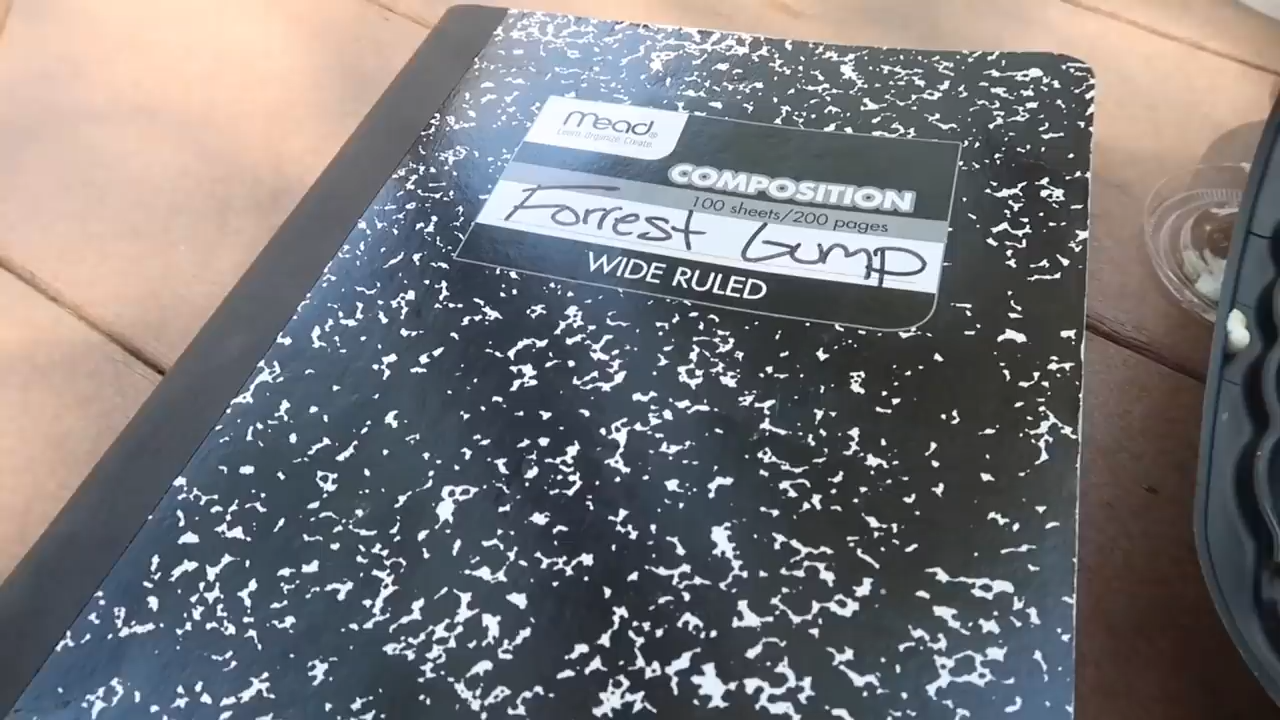 mead®
Learn. Organize. Create.
COMPOSITION
100 sheets/200 pages
Forrest Gump
WIDE RULED